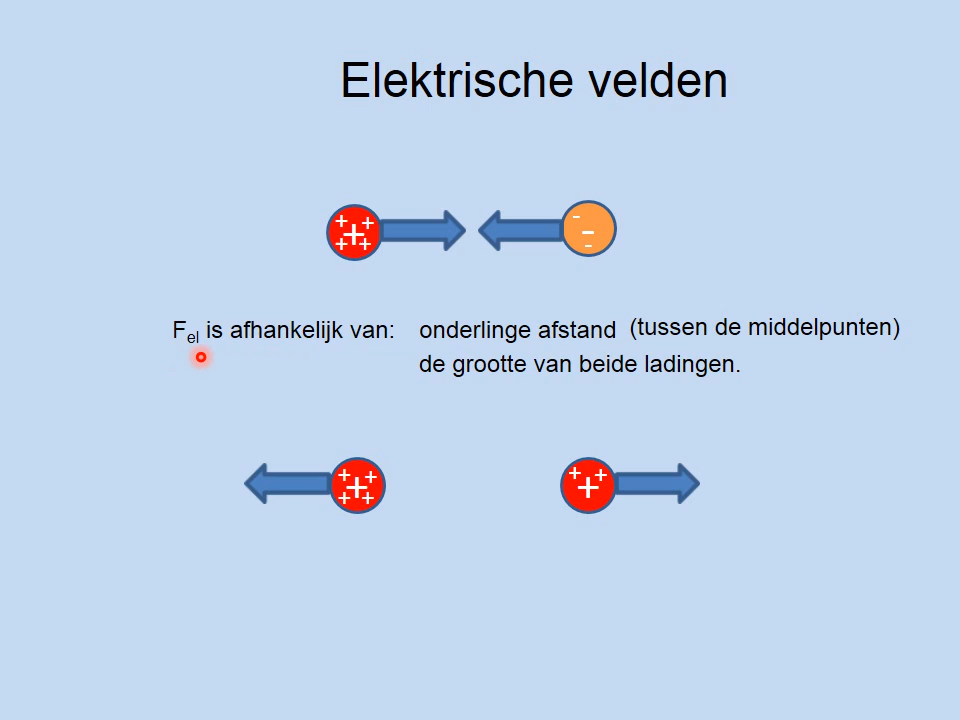 Elektrische velden
+ + + + +
- - -
Fel is afhankelijk van: onderlinge afstand (tussen de middelpunten)
de grootte van beide ladingen.
+ + + + +
+ + +